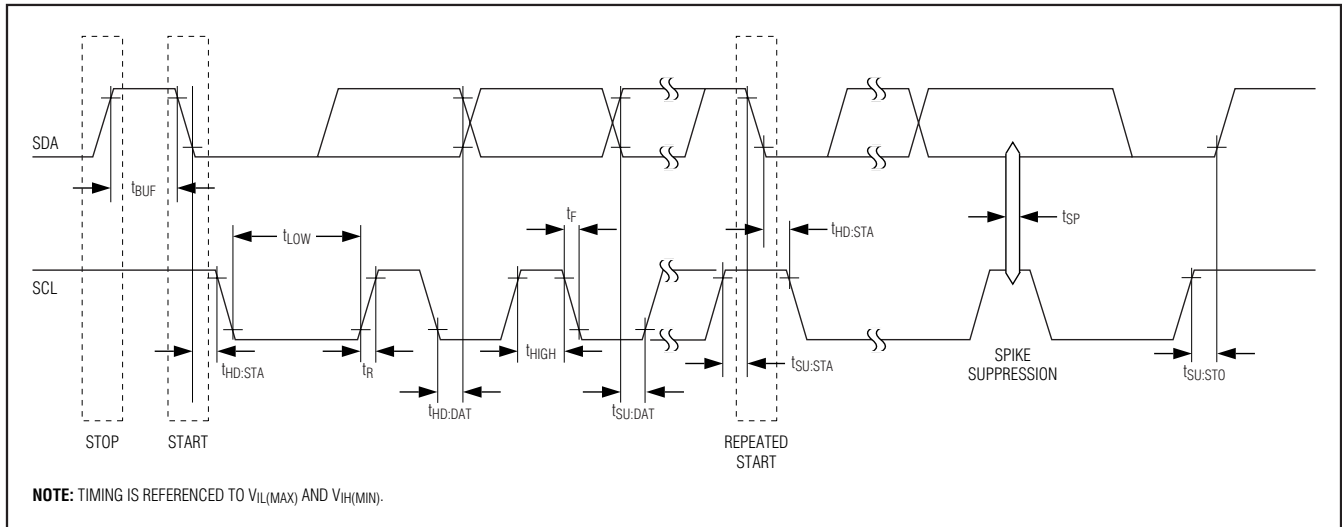 SDA
tBUF
tF
tSP
tLOW
tHD:STA
SCL
tHD:STA
tR
tHIGH
tSU:STA
SPIKE
SUPPRESSION
tSU:STO
tHD:DAT
tSU:DAT
STOP
START
REPEATED
START
NOTE: TIMING IS REFERENCED TO VIL(MAX) AND VIH(MIN).